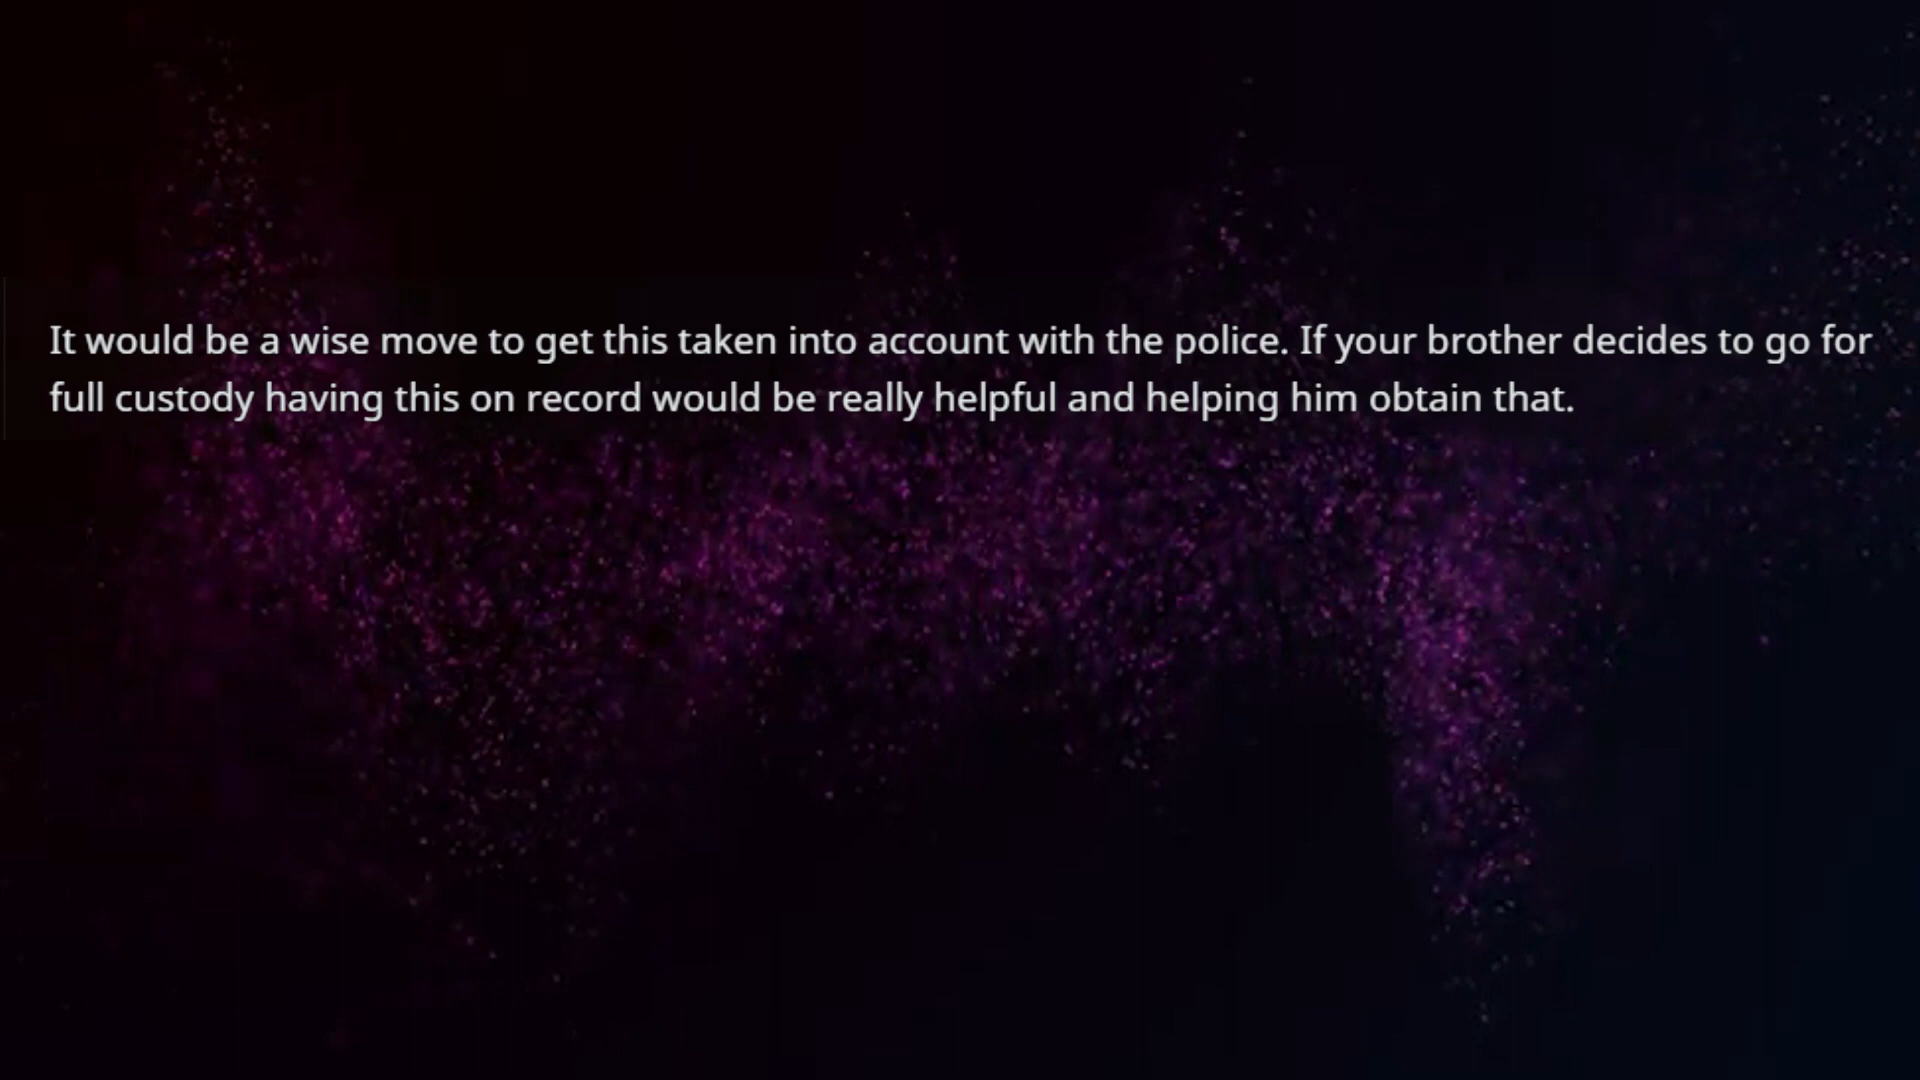 It would be a wise move to get this taken into account with the police. If your brother decides to go for
full custody having this on record would be really helpful and helping him obtain that.